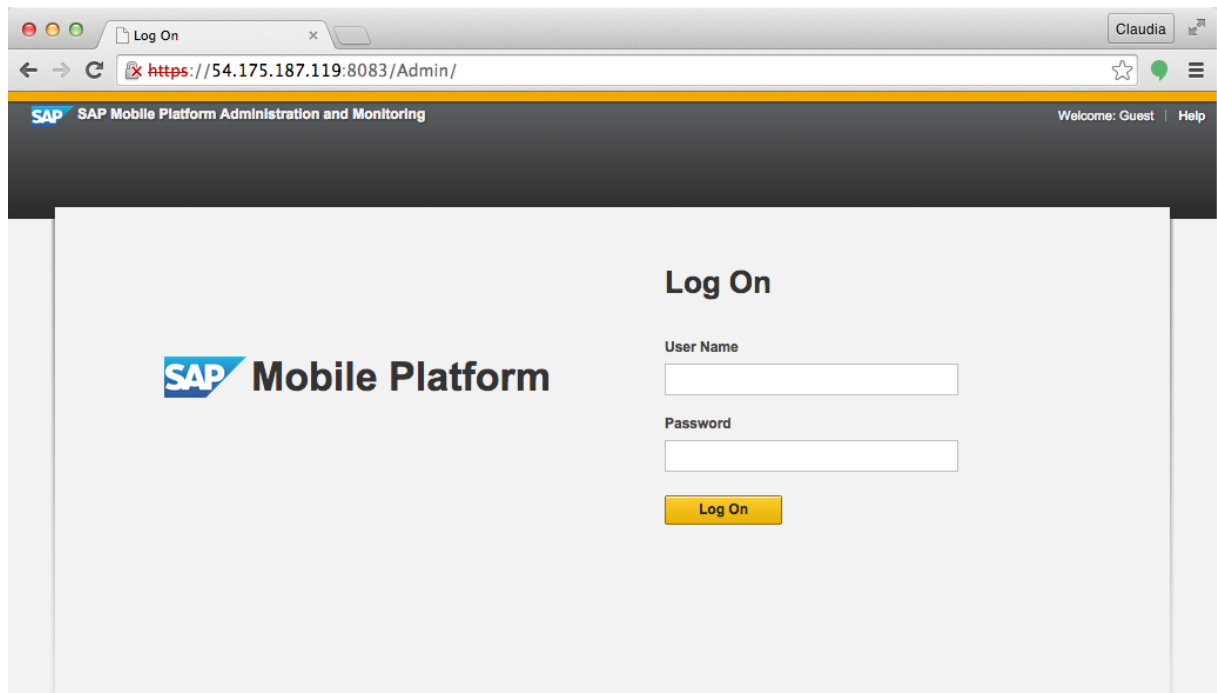 Log On
Claudia
https://54.175.187.119:8083/Admin/
SAP SAP Mobile Platform Administration and Monitoring
Welcome: Guest | Help
Log On
User Name
SAP Mobile Platform
Password
Log On